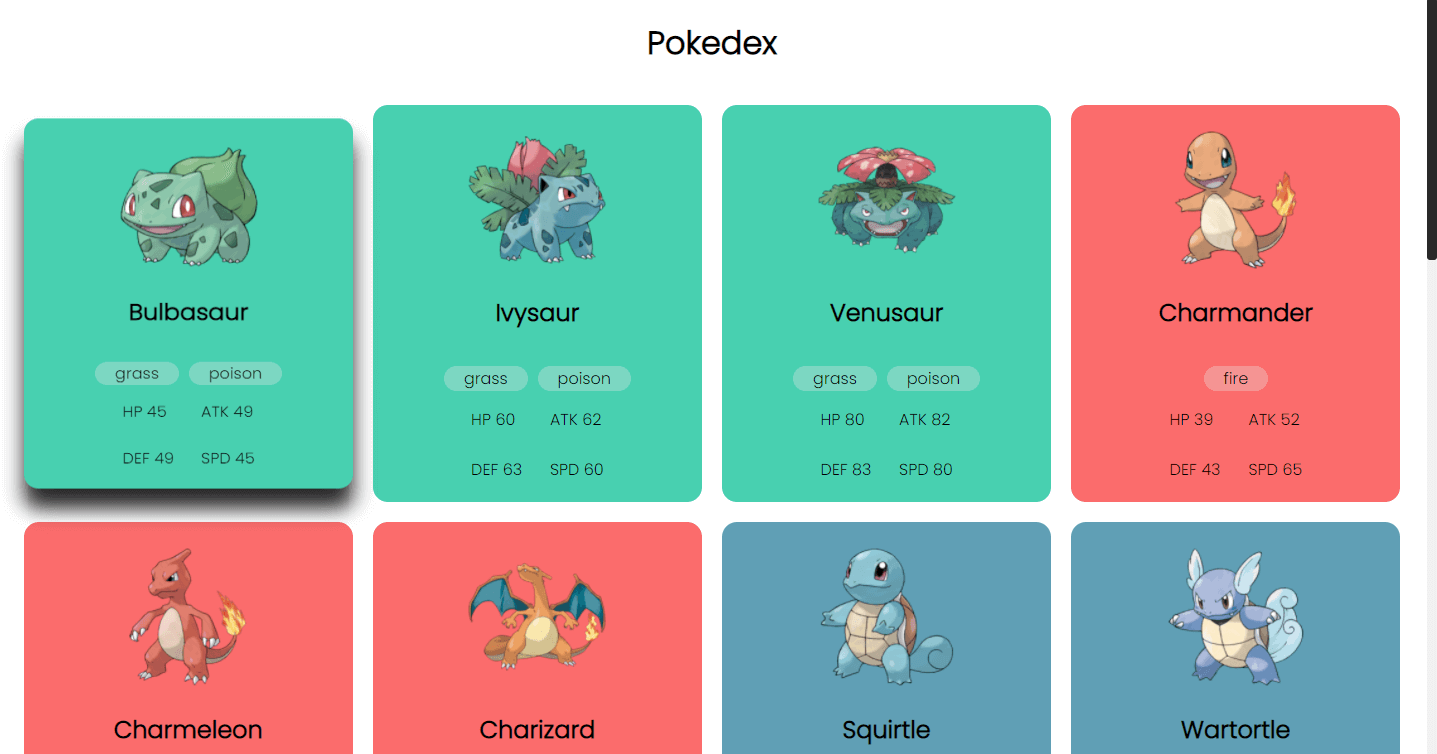 Pokedex
Bulbasaur
grass poison
HP 45 ATK 49
DEF 49 SPD 45
Ivysaur
grass poison
HP 60 ATK 62
DEF 63 SPD 60
Venusaur
grass poison
HP 80 ATK 82
DEF 83 SPD 80
Charmander
fire
HP 39 ATK 52
DEF 43 SPD 65
Charmeleon
Charizard
Squirtle
Wartortle